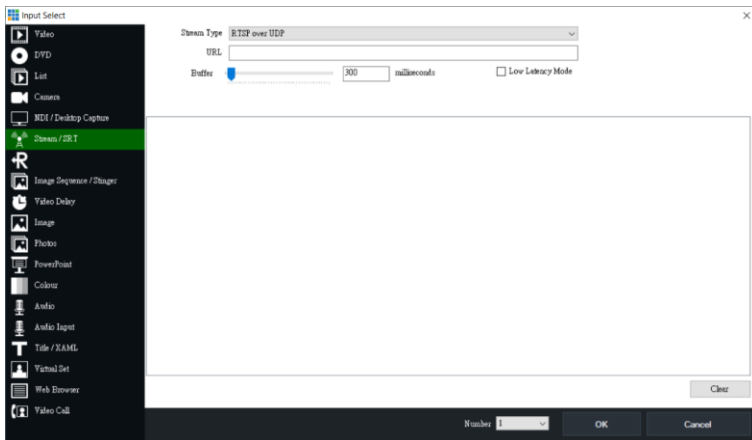 Input Select
Video
DVD
List
Camera
NDI / Desktop Capture
Stream / SRT
Image Sequence / Stinger
Video Delay
Image
Photos
PowerPoint
Colour
Audio
Audio Input
Title / XAML
Virtual Set
Web Browser
Video Call
Stream Type RTSP over UDP
URL
Buffer 300 milliseconds Low Latency Mode
Clear
Number 1 OK Cancel